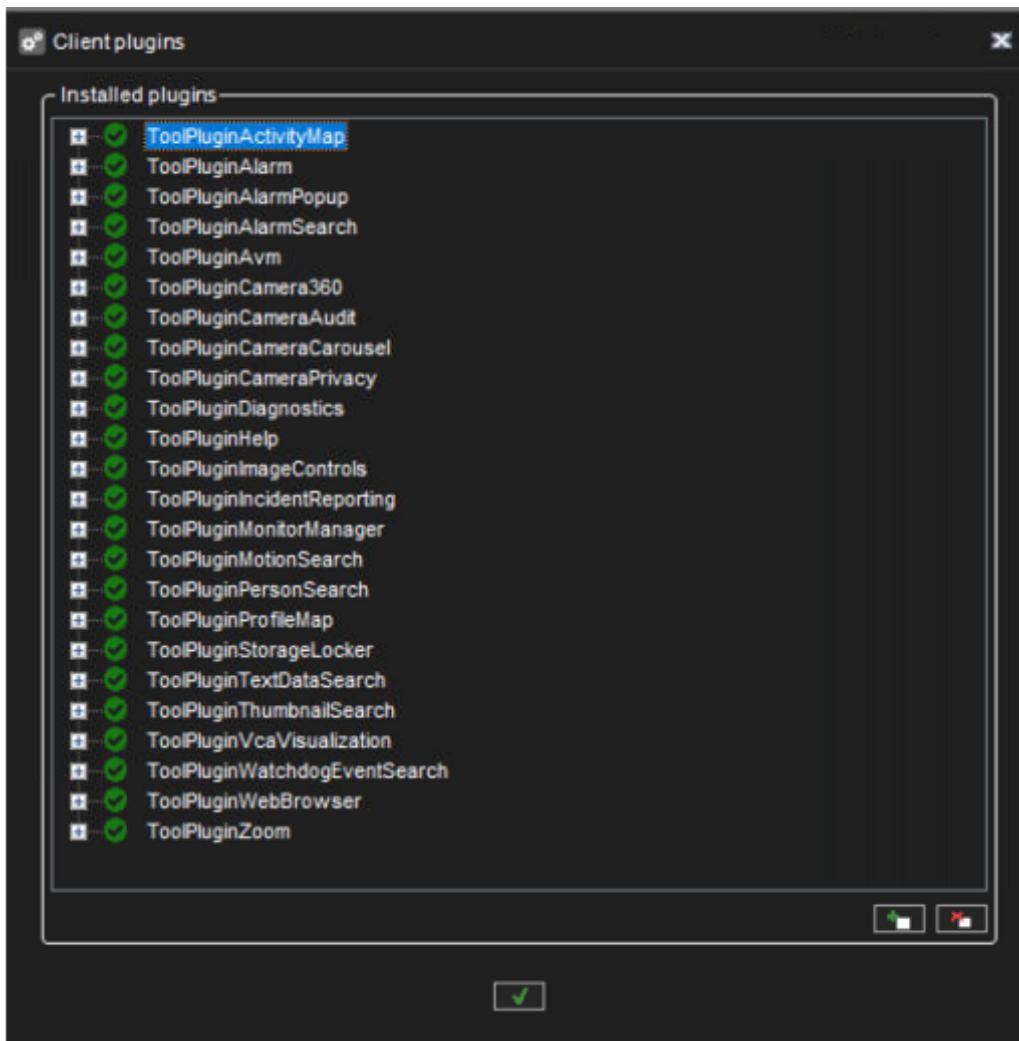 Client plugins
Installed plugins
ToolPluginActivityMap
ToolPluginAlarm
ToolPluginAlarmPopup
ToolPluginAlarmSearch
ToolPluginAvm
ToolPluginCamera360
ToolPluginCameraAudit
ToolPluginCameraCarousel
ToolPluginCameraPrivacy
ToolPluginDiagnostics
ToolPluginHelp
ToolPluginImageControls
ToolPluginIncidentReporting
ToolPluginMonitorManager
ToolPluginMotionSearch
ToolPluginPersonSearch
ToolPluginProfileMap
ToolPluginStorageLocker
ToolPluginTextDataSearch
ToolPluginThumbnailSearch
ToolPluginVcaVisualization
ToolPluginWatchdogEventSearch
ToolPluginWebBrowser
ToolPluginZoom